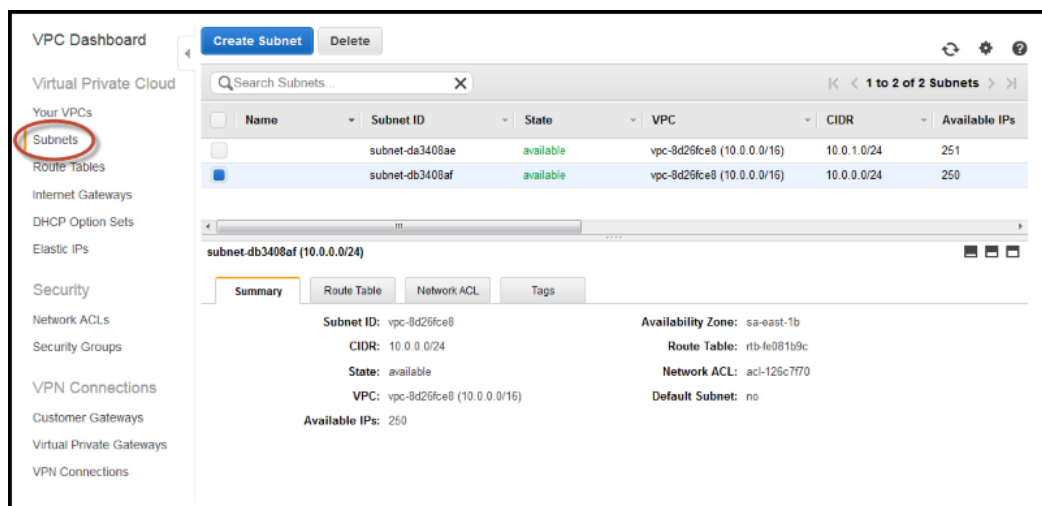 VPC Dashboard
Create Subnet Delete
Virtual Private Cloud
Search Subnets...
1 to 2 of 2 Subnets
Your VPCs
Subnets
Route Tables
Internet Gateways
DHCP Option Sets
Elastic IPs
Name Subnet ID State VPC CIDR Available IPs
subnet-da3408ae available vpc-8d26fce8 (10.0.0.0/16) 10.0.1.0/24 251
subnet-db3408af available vpc-8d26fce8 (10.0.0.0/16) 10.0.0.0/24 250
subnet-db3408af (10.0.0.0/24)
Security
Network ACLs
Security Groups
VPN Connections
Customer Gateways
Virtual Private Gateways
VPN Connections
Summary Route Table Network ACL Tags
Subnet ID: vpc-8d26fce8
CIDR: 10.0.0.0/24
State: available
VPC: vpc-8d26fce8 (10.0.0.0/16)
Available IPs: 250
Availability Zone: sa-east-1b
Route Table: rtb-fe081b9c
Network ACL: acl-126c7f70
Default Subnet: no